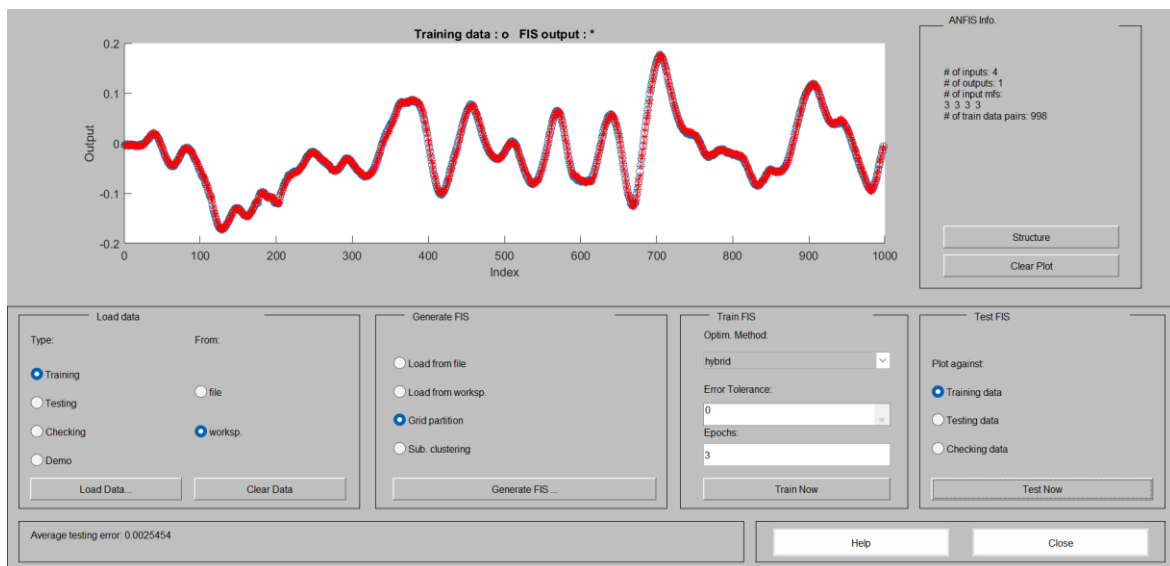 Training data : o   FIS output : *
0.2
0.1
0
-0.1
-0.2
Output
0 100 200 300 400 500 600 700 800 900 1000
Index
ANFIS Info.
# of inputs: 4
# of outputs: 1
# of input mfs:
3 3 3 3
# of train data pairs: 998
Structure
Clear Plot
Load data
Type:
From:
Training
Testing
Checking
Demo
file
worksp.
Load Data...
Clear Data
Generate FIS
Load from file
Load from worksp.
Grid partition
Sub. clustering
Generate FIS ...
Train FIS
Optim. Method:
hybrid
Error Tolerance:
0
Epochs:
3
Train Now
Test FIS
Plot against:
Training data
Testing data
Checking data
Test Now
Average testing error: 0.0025454
Help
Close